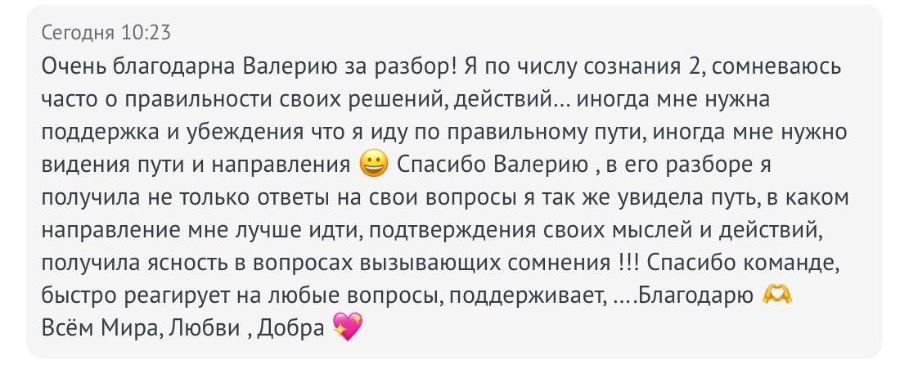 Сегодня 10:23
Очень благодарна Валерию за разбор! Я по числу сознания 2, сомневаюсь
часто о правильности своих решений, действий... иногда мне нужна
поддержка и убеждения что я иду по правильному пути, иногда мне нужно
видения пути и направления 😀 Спасибо Валерию , в его разборе я
получила не только ответы на свои вопросы я так же увидела путь, в каком
направление мне лучше идти, подтверждения своих мыслей и действий,
получила ясность в вопросах вызывающих сомнения !!! Спасибо команде,
быстро реагирует на любые вопросы, поддерживает, ....Благодарю 🫶
Всём Мира, Любви , Добра 💖